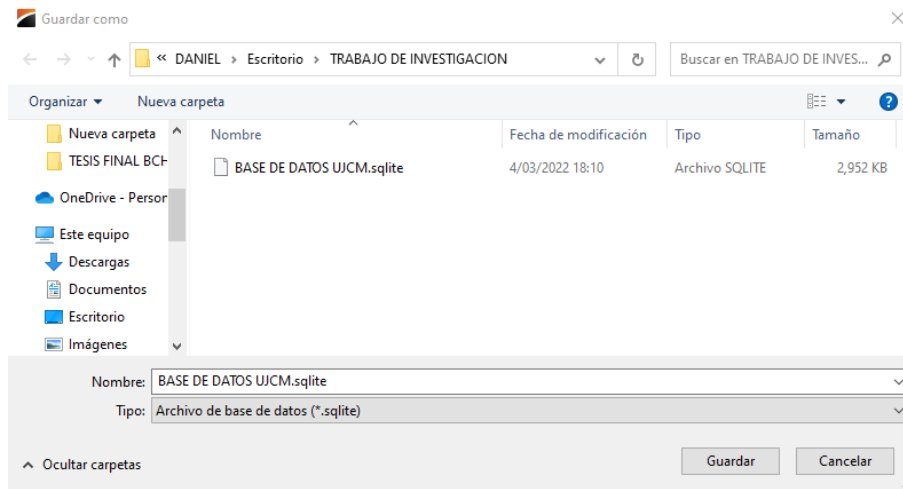 Guardar como
« DANIEL › Escritorio › TRABAJO DE INVESTIGACION
Buscar en TRABAJO DE INVES...
Organizar
Nueva carpeta
Nombre
Fecha de modificación
Tipo
Tamaño
Nueva carpeta
TESIS FINAL BCH
OneDrive - Person
Este equipo
Descargas
Documentos
Escritorio
Imágenes
BASE DE DATOS UJCM.sqlite 4/03/2022 18:10 Archivo SQLITE 2,952 KB
Nombre: BASE DE DATOS UJCM.sqlite
Tipo: Archivo de base de datos (*.sqlite)
Ocultar carpetas
Guardar
Cancelar